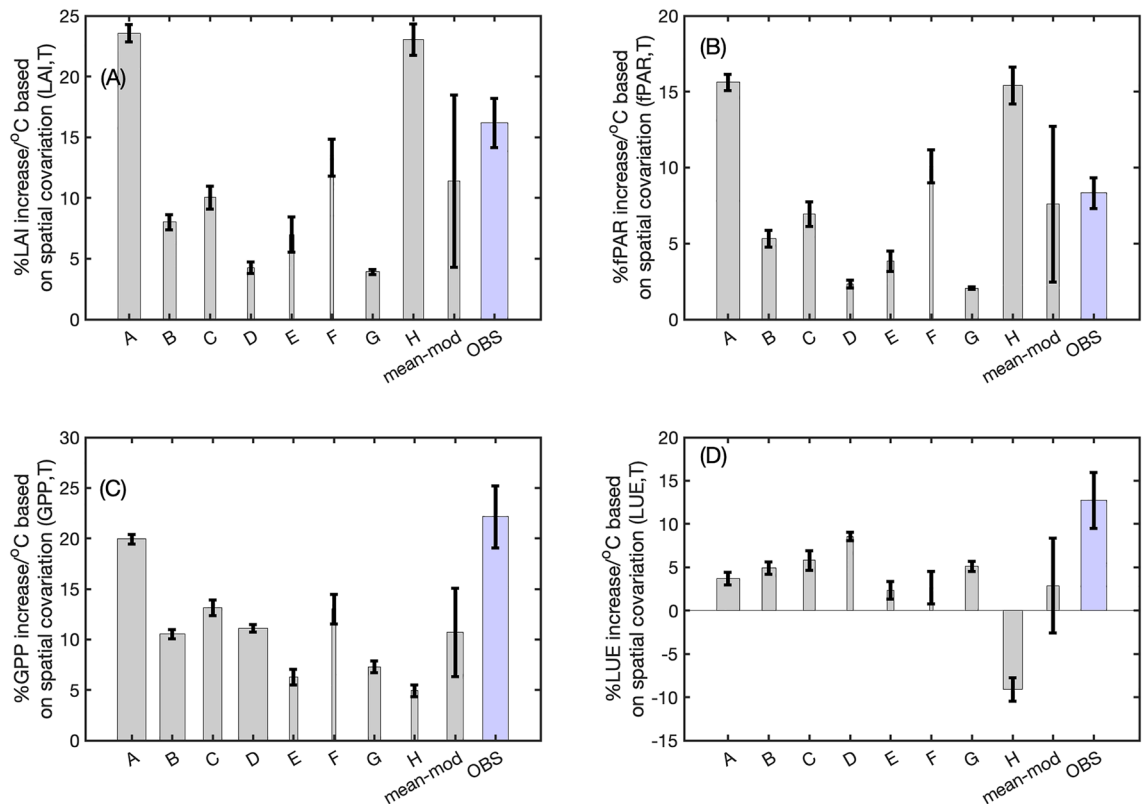 %LAI increase/°C based
on spatial covariation (LAI,T)
(A)
25
20
15
10
5
0
A B C D E F G H mean-mod OBS
%fPAR increase/°C based
on spatial covariation (fPAR,T)
(B)
20
15
10
5
0
A B C D E F G H mean-mod OBS
%GPP increase/°C based
on spatial covariation (GPP,T)
(C)
30
25
20
15
10
5
0
A B C D E F G H mean-mod OBS
%LUE increase/°C based
on spatial covariation (LUE,T)
(D)
20
15
10
5
0
-5
-10
-15
A B C D E F G H mean-mod OBS